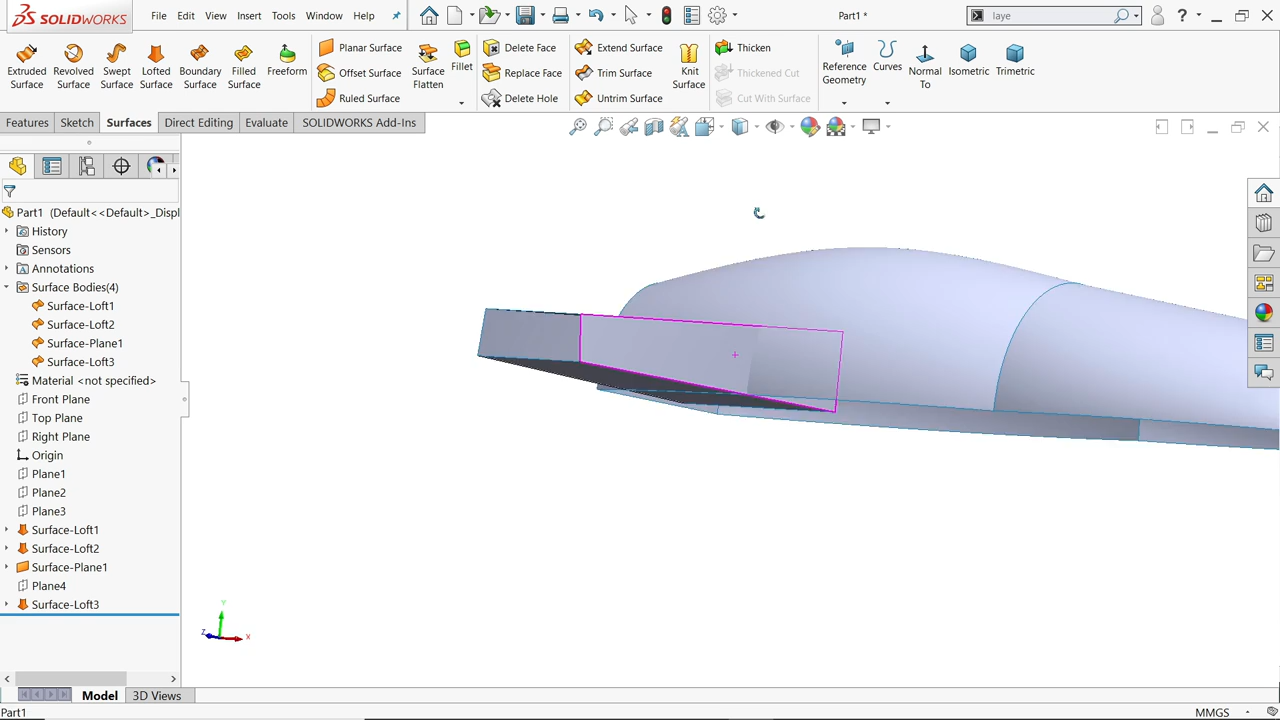 SOLIDWORKS
File Edit View Insert Tools Window Help
Part1 *
laye
Extruded Surface
Revolved Surface
Swept Surface
Lofted Surface
Boundary Surface
Filled Surface
Freeform
Planar Surface
Offset Surface
Ruled Surface
Surface Flatten
Fillet
Delete Face
Replace Face
Delete Hole
Extend Surface
Trim Surface
Untrim Surface
Knit Surface
Thicken
Thickened Cut
Cut With Surface
Reference Geometry
Curves
Normal To
Isometric
Trimetric
Features Sketch Surfaces Direct Editing Evaluate SOLIDWORKS Add-Ins
Part1 (Default<<Default>_Displ
History
Sensors
Annotations
Surface Bodies(4)
Surface-Loft1
Surface-Loft2
Surface-Plane1
Surface-Loft3
Material <not specified>
Front Plane
Top Plane
Right Plane
Origin
Plane1
Plane2
Plane3
Surface-Loft1
Surface-Loft2
Surface-Plane1
Plane4
Surface-Loft3
Y
Z X
Model 3D Views
Part1 MMGS